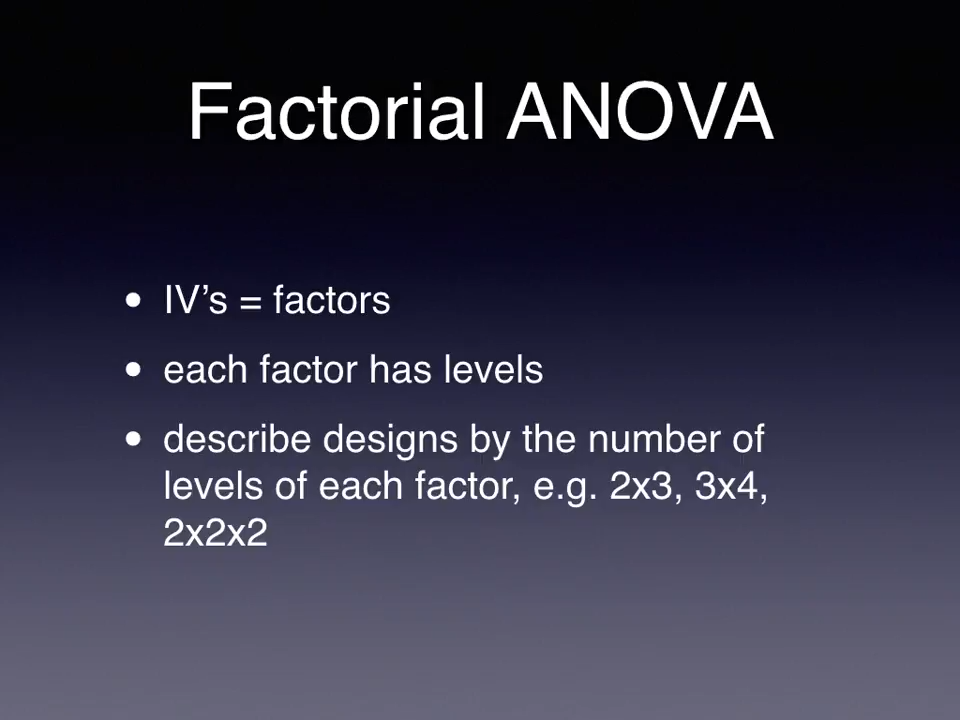 Factorial ANOVA
• IV’s = factors
• each factor has levels
• describe designs by the number of
levels of each factor, e.g. 2x3, 3x4,
2x2x2